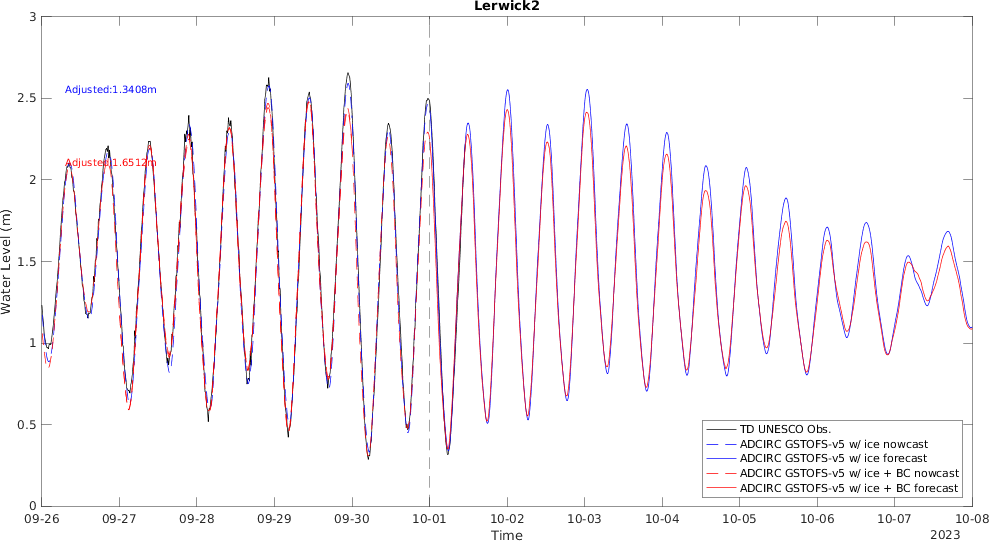 Lerwick2
3
2.5
2
1.5
1
0.5
0
Water Level (m)
Adjusted:1.3408m
Adjusted:1.6512m
TD UNESCO Obs.
ADCIRC GSTOFS-v5 w/ ice nowcast
ADCIRC GSTOFS-v5 w/ ice forecast
ADCIRC GSTOFS-v5 w/ ice + BC nowcast
ADCIRC GSTOFS-v5 w/ ice + BC forecast
09-26 09-27 09-28 09-29 09-30 10-01 10-02 10-03 10-04 10-05 10-06 10-07 10-08
Time
2023